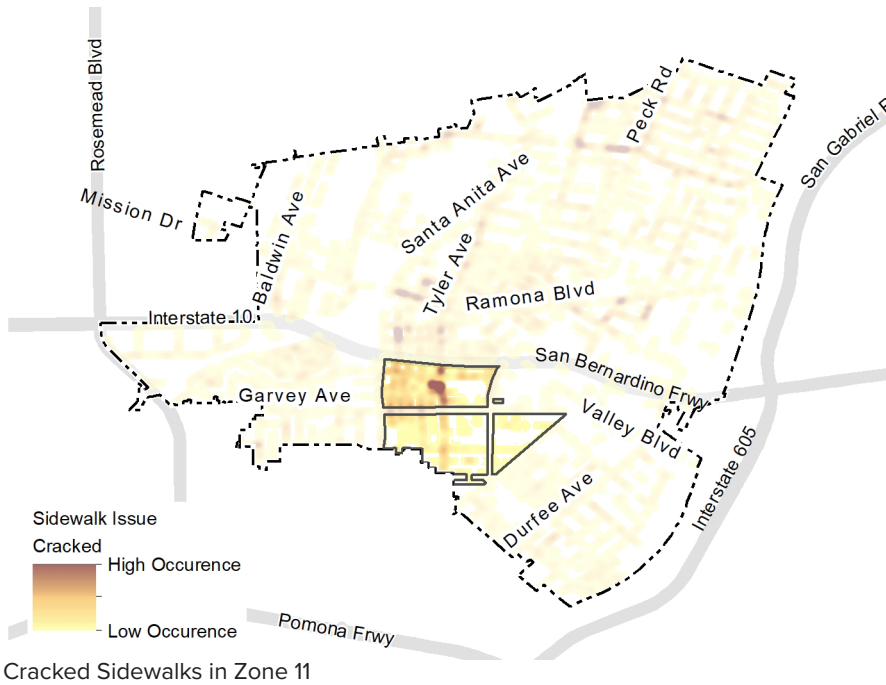 Rosemead Blvd
Peck Rd
San Gabriel
Mission Dr
Baldwin Ave
Santa Anita Ave
Tyler Ave
Ramona Blvd
Interstate 10
San Bernardino Frwy
Garvey Ave
Valley Blvd
Interstate 605
Durfee Ave
Sidewalk Issue
Cracked
High Occurence
Low Occurence
Pomona Frwy
Cracked Sidewalks in Zone 11